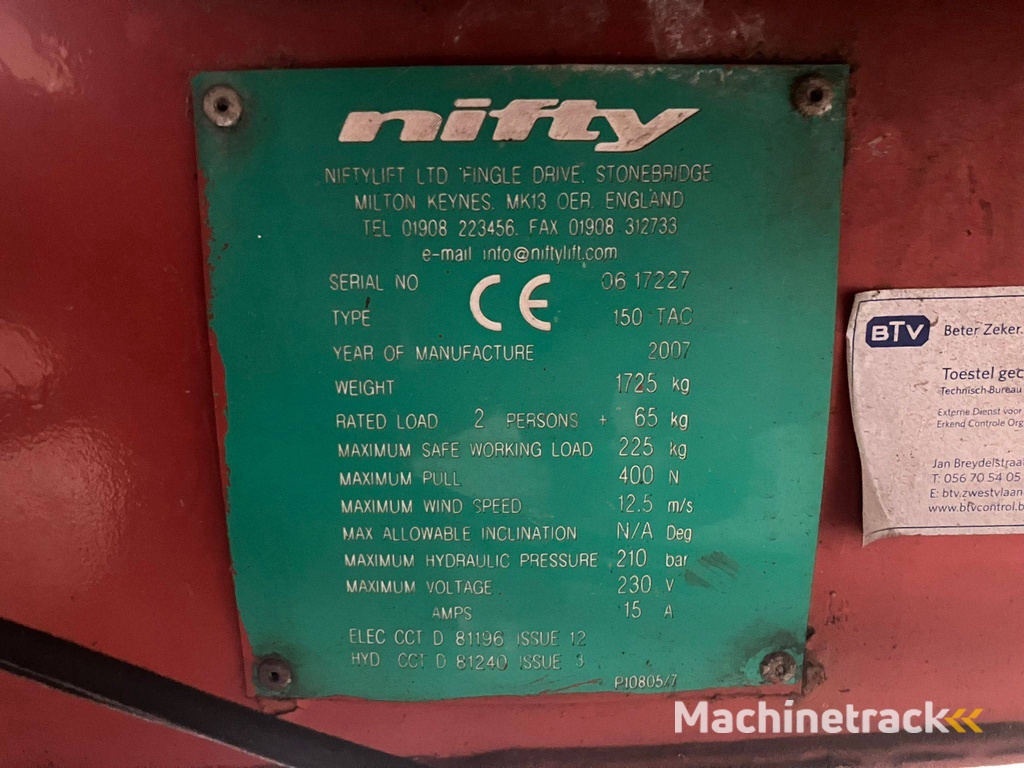 nifty
NIFTYLIFT LTD FINGLE DRIVE. STONEBRIDGE
MILTON KEYNES. MK13 OER. ENGLAND
TEL 01908 223456. FAX 01908 312733
e-mail info@niftylift.com
SERIAL NO CE 06 17227
TYPE 150 TAC
YEAR OF MANUFACTURE 2007
WEIGHT 1725 kg
RATED LOAD 2 PERSONS + 65 kg
MAXIMUM SAFE WORKING LOAD 225 kg
MAXIMUM PULL 400 N
MAXIMUM WIND SPEED 12.5 m/s
MAX ALLOWABLE INCLINATION N/A Deg
MAXIMUM HYDRAULIC PRESSURE 210 bar
MAXIMUM VOLTAGE 230 V
AMPS 15 A
ELEC CCT D 81196 ISSUE 12
HYD CCT D 81240 ISSUE 3
P10805/7
BTV Beter Zeker.
Toestel gec
Technisch Bureau
Externe Dienst voor
Erkend Controle Org
Jan Breydelstraa
T: 056 70 54 05
E: btv.zwestvlaan
www.btvcontrol.b
Machinetrack